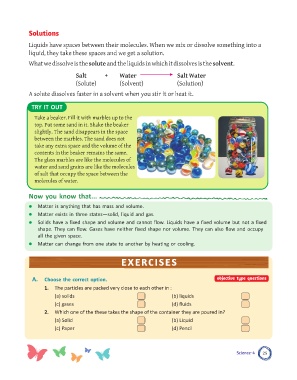 Solutions
Liquids have spaces between their molecules. When we mix or dissolve something into a
liquid, they take these spaces and we get a solution.
What we dissolve is the solute and the liquids in which it dissolves is the solvent.
Salt + Water Salt Water
(Solute) (Solvent) (Solution)
A solute dissolves faster in a solvent when you stir it or heat it.
TRY IT OUT
Take a beaker. Fill it with marbles up to the
top. Put some sand in it. Shake the beaker
slightly. The sand disappears in the space
between the marbles. The sand does not
take any extra space and the volume of the
contents in the beaker remains the same.
The glass marbles are like the molecules of
water and sand grains are like the molecules
of salt that occupy the space between the
molecules of water.
Now you know that...
Matter is anything that has mass and volume.
Matter exists in three states—solid, liquid and gas.
Solids have a fixed shape and volume and cannot flow. Liquids have a fixed volume but not a fixed
shape. They can flow. Gases have neither fixed shape nor volume. They can also flow and occupy
all the given space.
Matter can change from one state to another by heating or cooling.
EXERCISES
A. Choose the correct option. Objective type questions
1. The particles are packed very close to each other in :
(a) solids (b) liquids
(c) gases (d) fluids
2. Which one of the these takes the shape of the container they are poured in?
(a) Solid (b) Liquid
(c) Paper (d) Pencil
Science-4